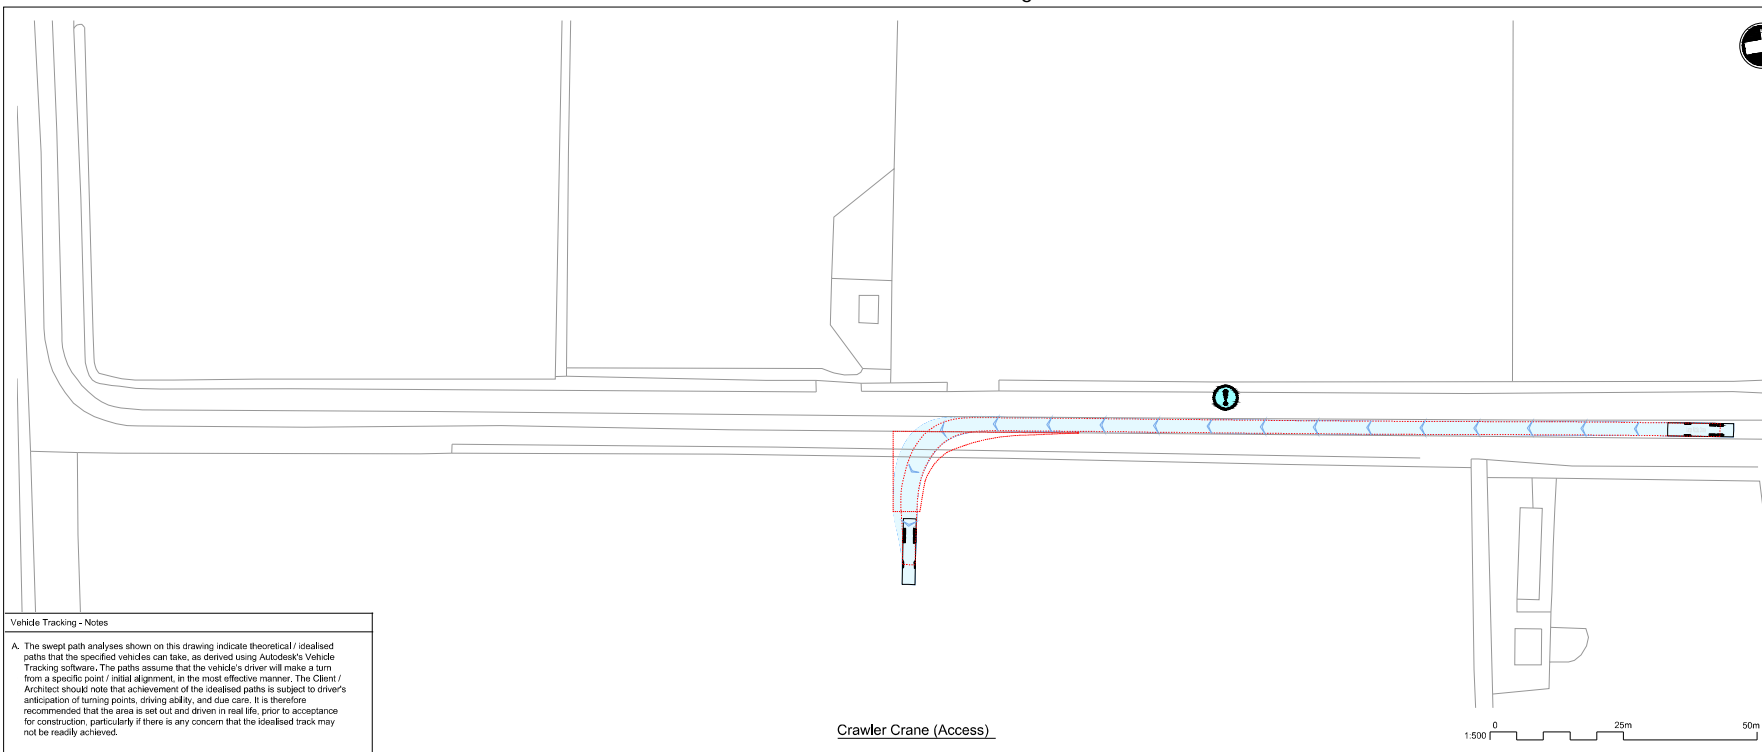 Vehicle Tracking - Notes
A. The swept path analyses shown on this drawing indicate theoretical / idealised
paths that the specified vehicles can take, as derived using Autodesk's Vehicle
Tracking software. The paths assume that the vehicle's driver will make a turn
from a specific point / initial alignment, in the most effective manner. The Client /
Architect should note that achievement of the idealised paths is subject to driver's
anticipation of turning points, driving ability, and due care. It is therefore
recommended that the area is set out and driven in real life, prior to acceptance
for construction, particularly if there is any concern that the idealised track may
not be readily achieved.
Crawler Crane (Access)
0 25m 50m
1:500